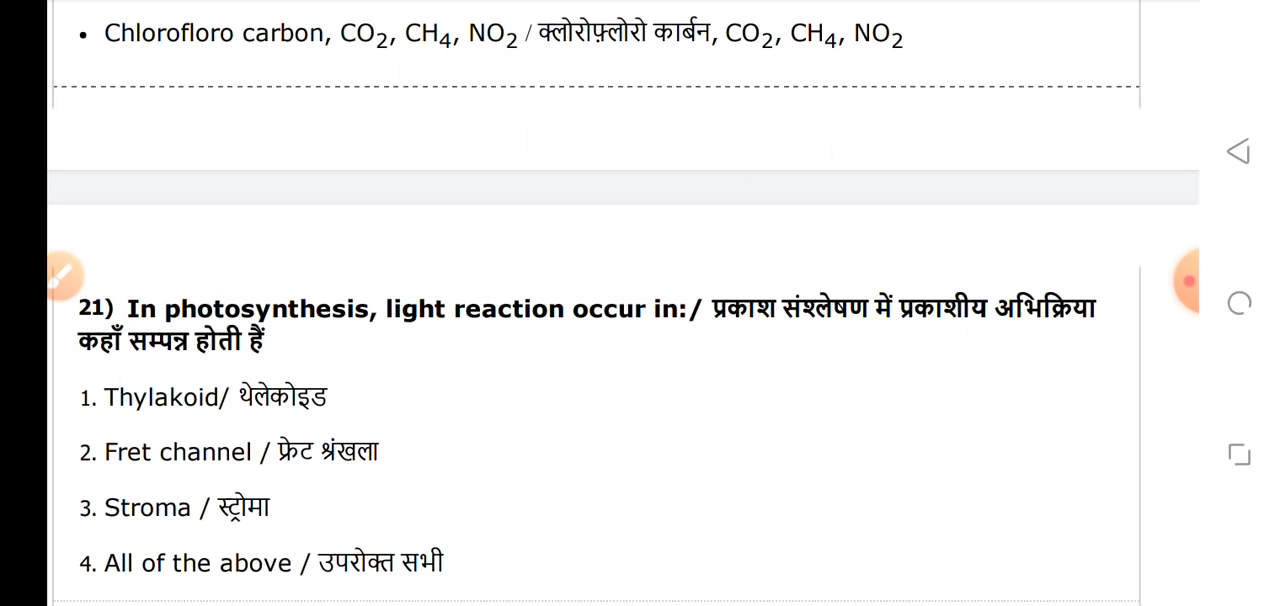 • Chlorofloro carbon, CO₂, CH₄, NO₂ / क्लोरोफ़्लोरो कार्बन, CO₂, CH₄, NO₂
21) In photosynthesis, light reaction occur in:/ प्रकाश संश्लेषण में प्रकाशीय अभिक्रिया
कहाँ सम्पन्न होती हैं
1. Thylakoid/ थेलेकोइड
2. Fret channel / फ्रेट श्रंखला
3. Stroma / स्ट्रोमा
4. All of the above / उपरोक्त सभी